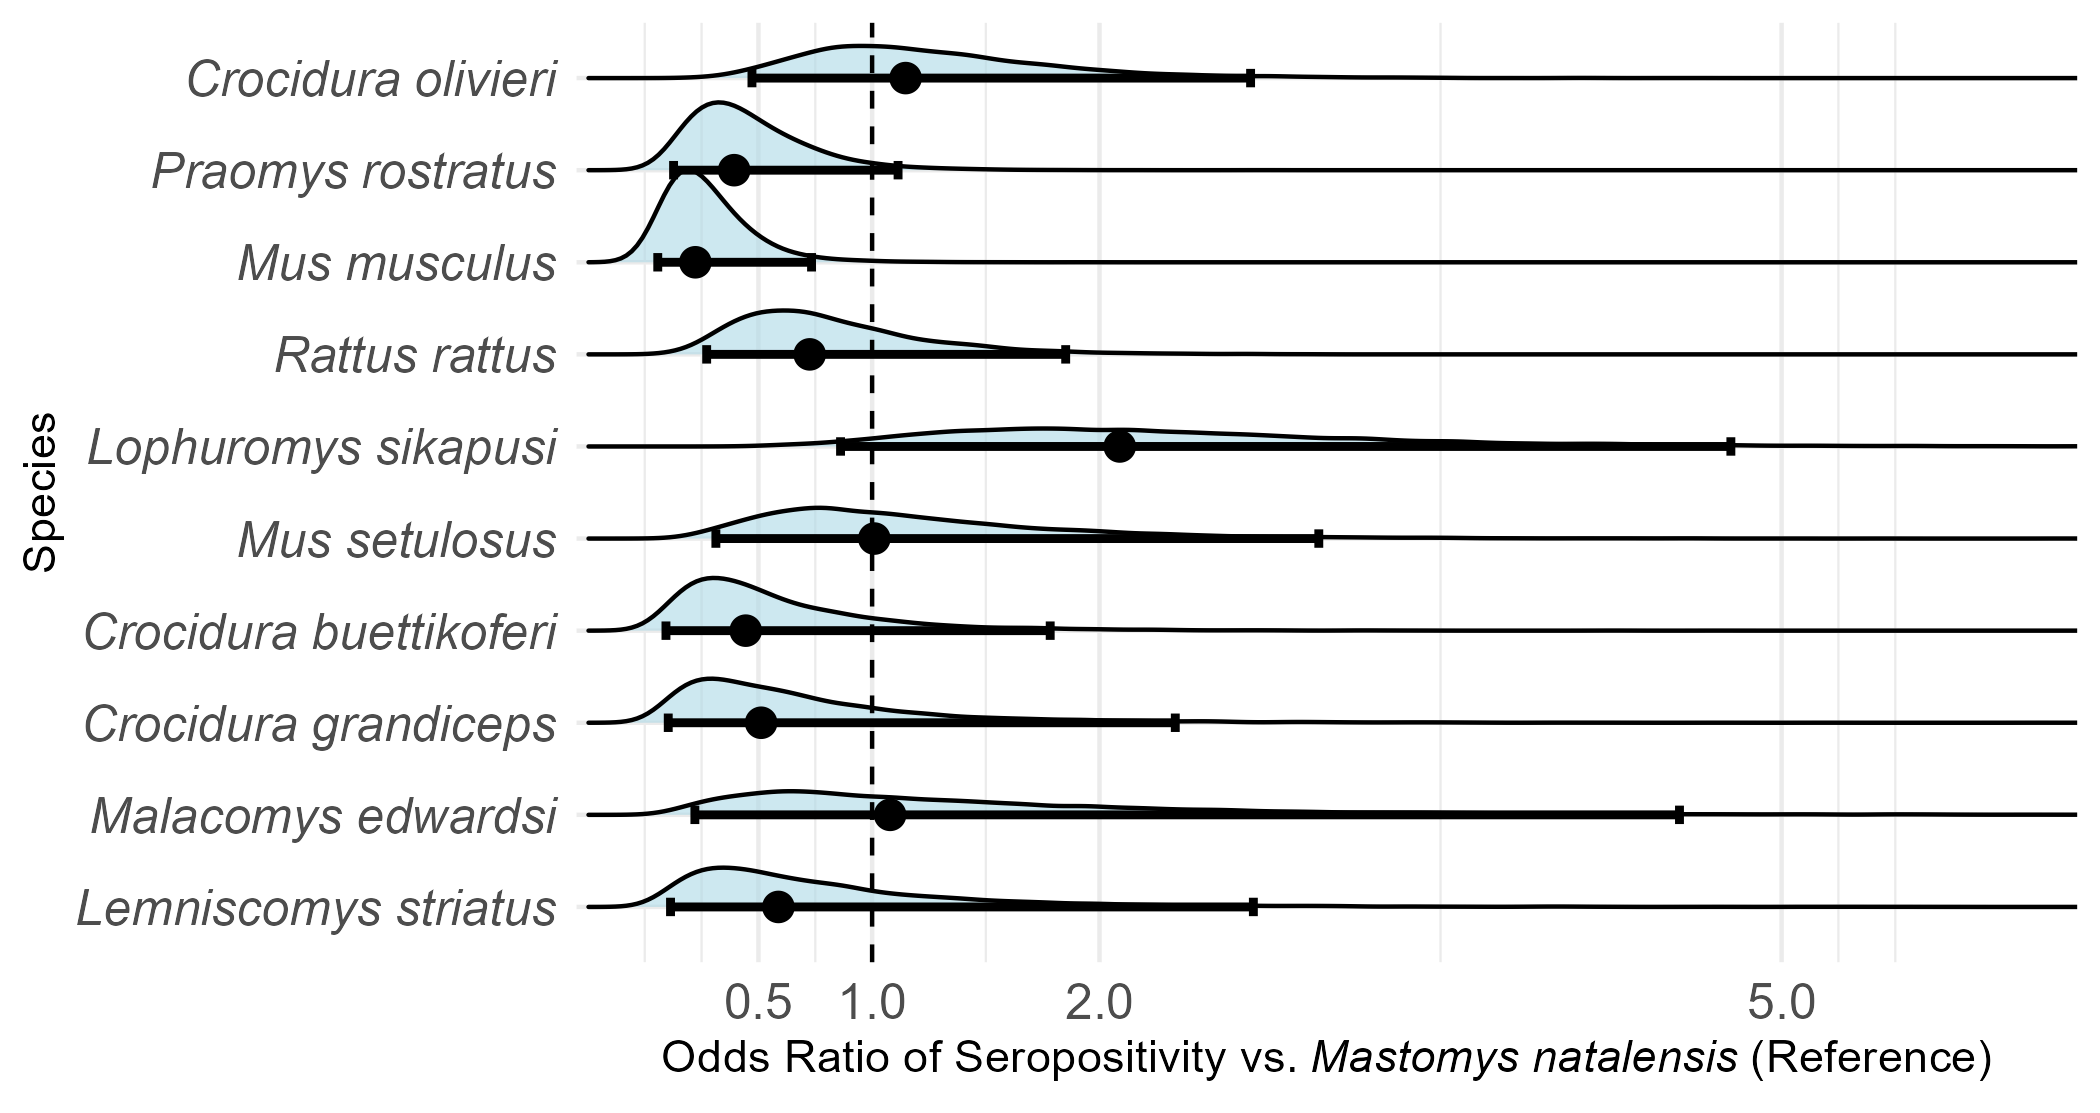 Crocidura olivieri
Praomys rostratus
Mus musculus
Rattus rattus
Lophuromys sikapusi
Mus setulosus
Crocidura buettikoferi
Crocidura grandiceps
Malacomys edwardsi
Lemniscomys striatus
Species
0.5 1.0 2.0 5.0
Odds Ratio of Seropositivity vs. Mastomys natalensis (Reference)